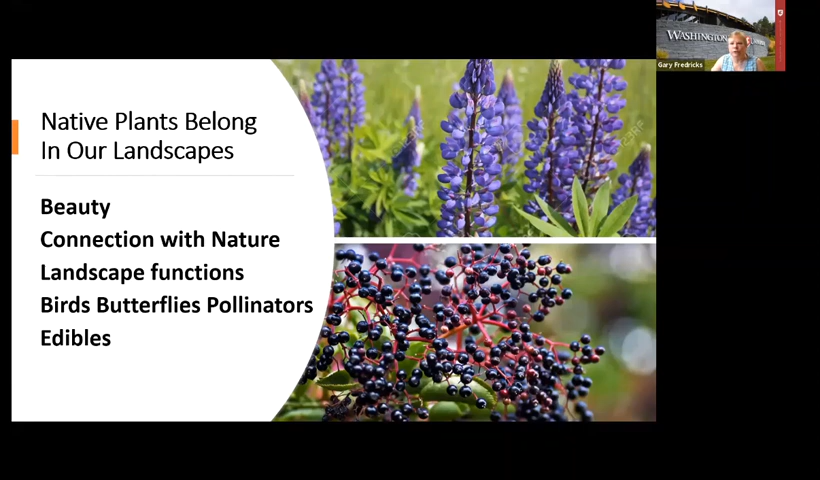 WASHINGTON
Gary Fredricks
Native Plants Belong
In Our Landscapes
Beauty
Connection with Nature
Landscape functions
Birds Butterflies Pollinators
Edibles